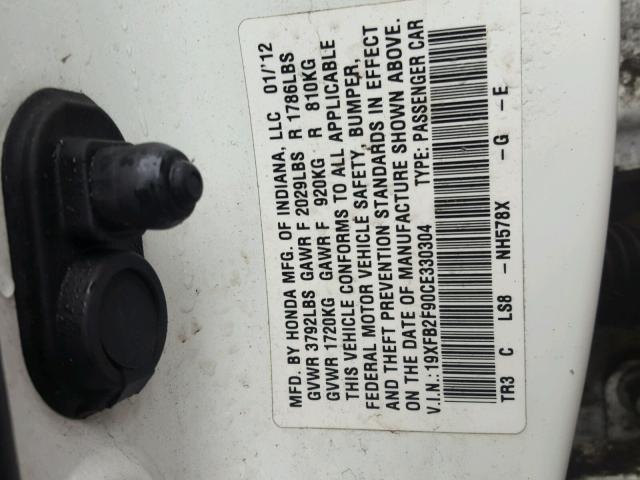 MFD. BY HONDA MFG. OF INDIANA, LLC 01/'12
GVWR 3792LBS GAWR F 2029LBS R 1786LBS
GVWR 1720KG GAWR F 920KG R 810KG
THIS VEHICLE CONFORMS TO ALL APPLICABLE
FEDERAL MOTOR VEHICLE SAFETY, BUMPER,
AND THEFT PREVENTION STANDARDS IN EFFECT
ON THE DATE OF MANUFACTURE SHOWN ABOVE.
V.I.N.: 19XFB2F90CE330304 TYPE: PASSENGER CAR
TR3 C LS8 -NH578X -G -E